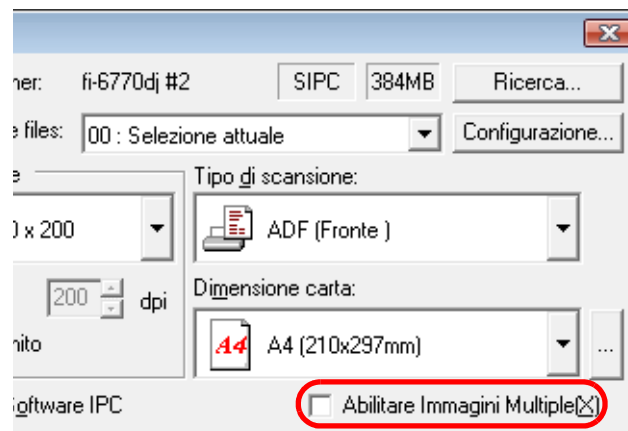 ner: fi-6770dj #2 SIPC 384MB Ricerca...
e files: 00 : Selezione attuale Configurazione...
e Tipo di scansione:
0 x 200 ADF (Fronte )
200 dpi Dimensione carta:
nito A4 A4 (210x297mm) ...
oftware IPC Abilitare Immagini Multiple(X)